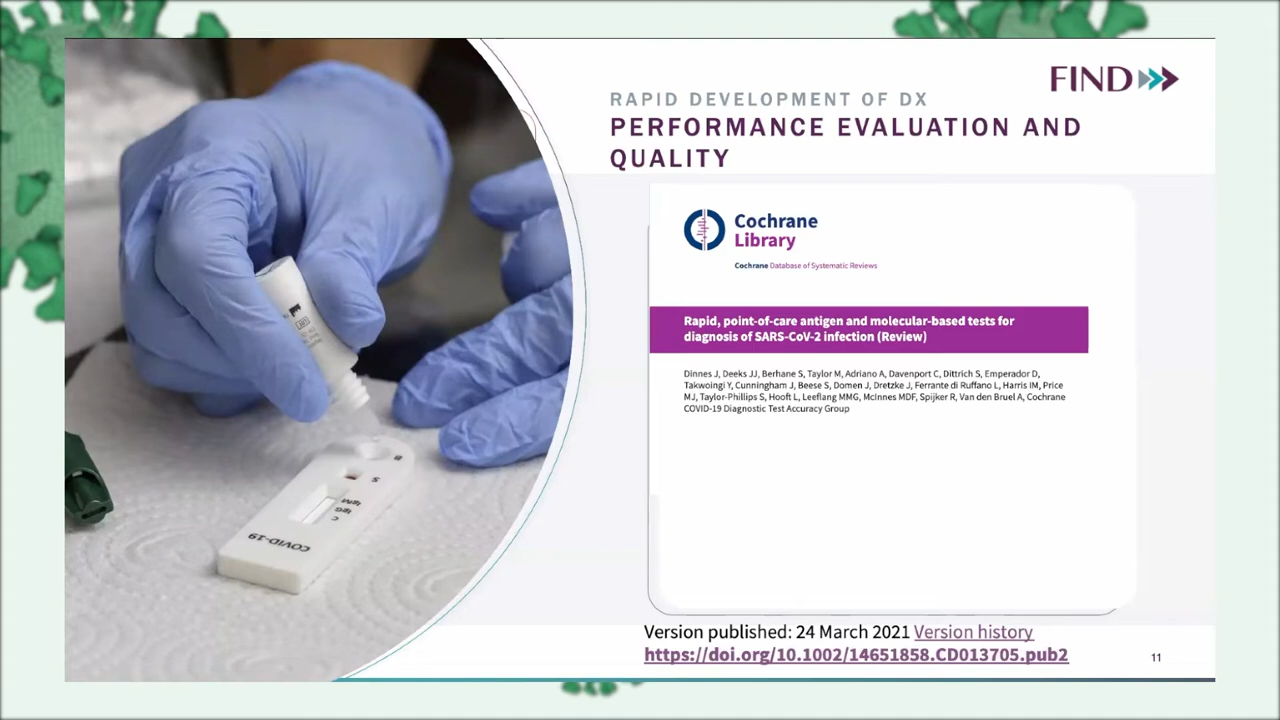 FIND
RAPID DEVELOPMENT OF DX
PERFORMANCE EVALUATION AND
QUALITY
Cochrane
Library
Cochrane Database of Systematic Reviews
Rapid, point-of-care antigen and molecular-based tests for
diagnosis of SARS-CoV-2 infection (Review)
Dinnes J, Deeks JJ, Berhane S, Taylor M, Adriano A, Davenport C, Dittrich S, Emperador D,
Takwoingi Y, Cunningham J, Beese S, Domen J, Dretzke J, Ferrante di Ruffano L, Harris IM, Price
MJ, Taylor-Phillips S, Hooft L, Leeflang MMG, McInnes MDF, Spijker R, Van den Bruel A, Cochrane
COVID-19 Diagnostic Test Accuracy Group
B
S
IgM
IgG
C
COVID-19
Version published: 24 March 2021 Version history
https://doi.org/10.1002/14651858.CD013705.pub2
11